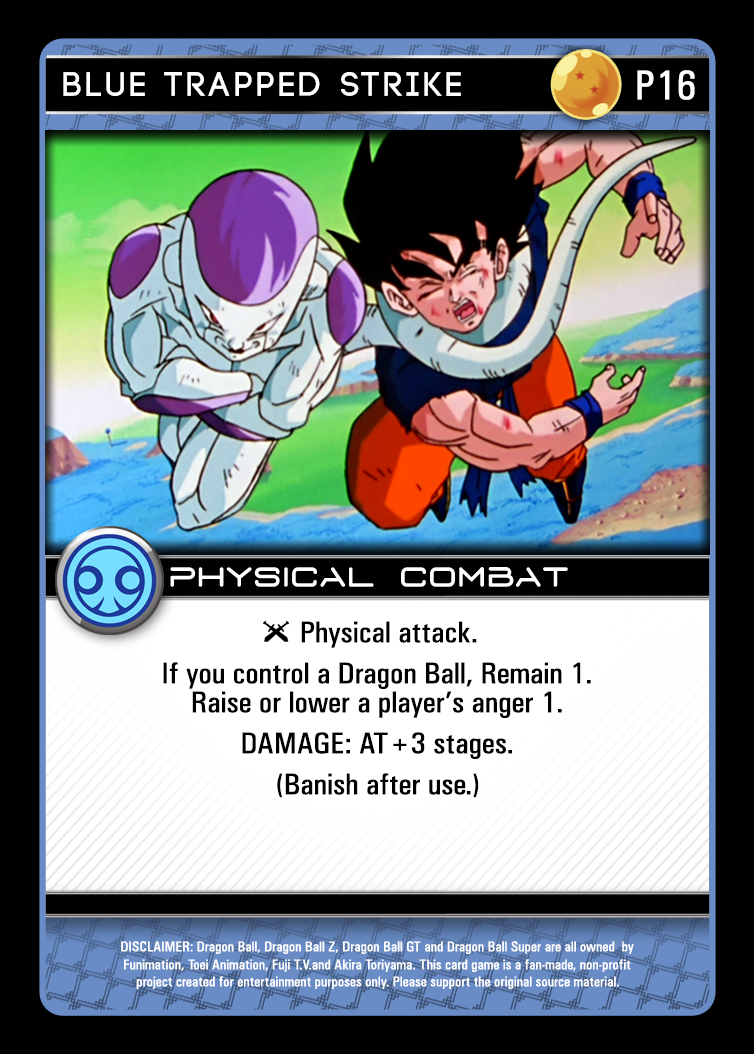 BLUE TRAPPED STRIKE P16
PHYSICAL COMBAT
Physical attack.
If you control a Dragon Ball, Remain 1.
Raise or lower a player's anger 1.
DAMAGE: AT+3 stages.
(Banish after use.)
DISCLAIMER: Dragon Ball, Dragon Ball Z, Dragon Ball GT and Dragon Ball Super are all owned by
Funimation, Toei Animation, Fuji T.V.and Akira Toriyama. This card game is a fan-made, non-profit
project created for entertainment purposes only. Please support the original source material.